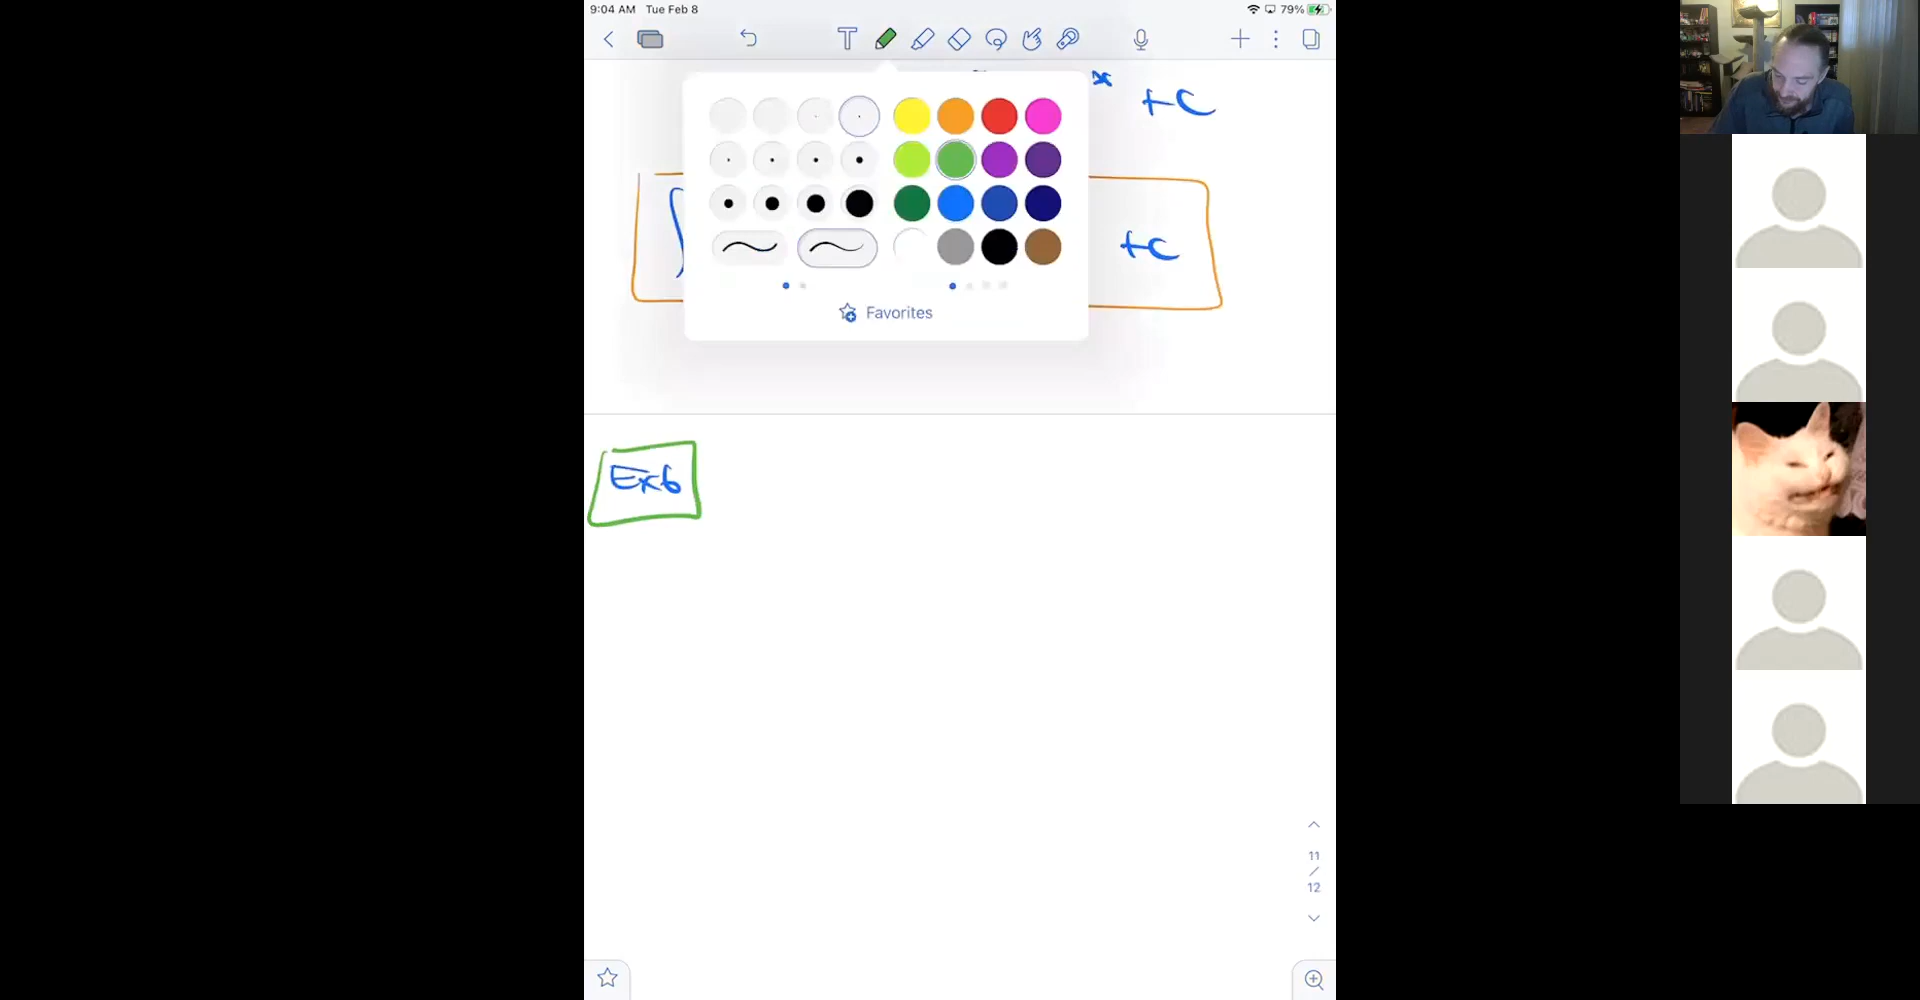 9:04 AM Tue Feb 8
79%
x +C
∫ +C
Favorites
Ex6
11
/
12